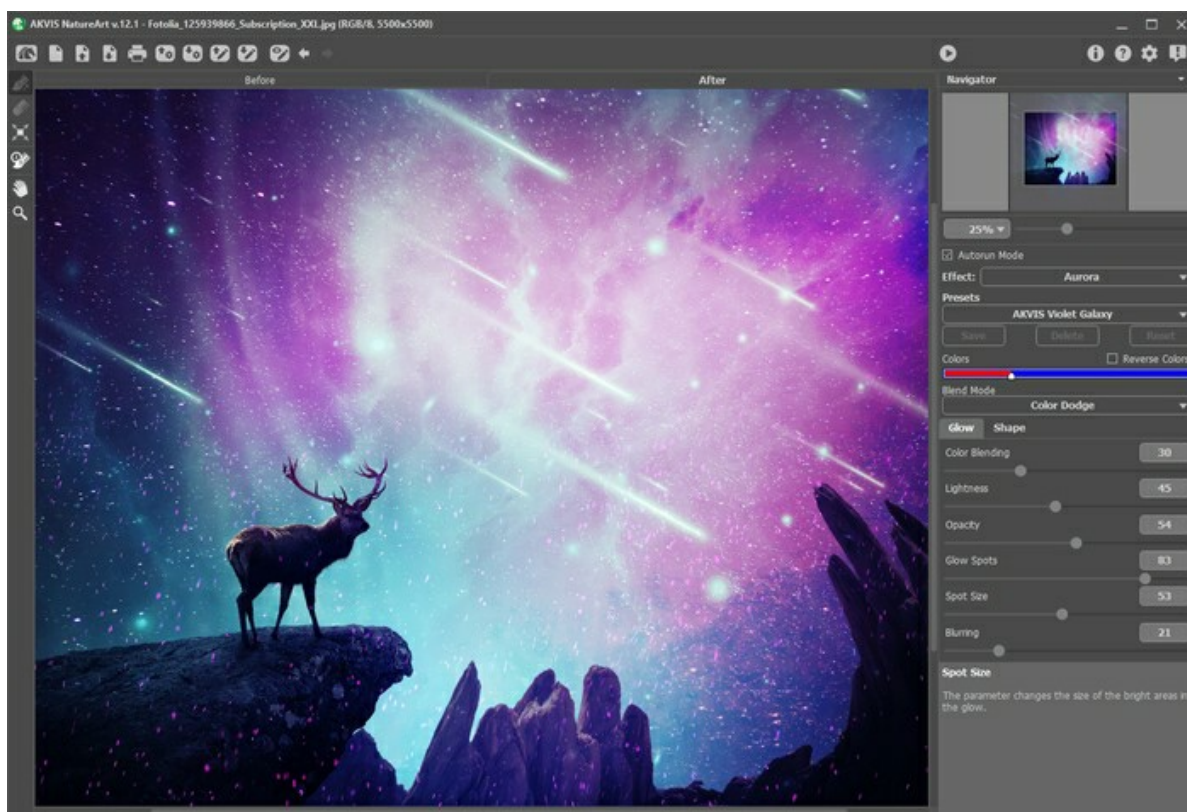 AKVIS NatureArt v.12.1 - Fotolia_125939866_Subscription_XXL.jpg (RGB/8, 5500x5500)
Before
After
Navigator
25%
Autorun Mode
Effect: Aurora
Presets
AKVIS Violet Galaxy
Save Delete Reset
Colors Reverse Colors
Blend Mode
Color Dodge
Glow Shape
Color Blending 30
Lightness 45
Opacity 54
Glow Spots 83
Spot Size 53
Blurring 21
Spot Size
The parameter changes the size of the bright areas in
the glow.